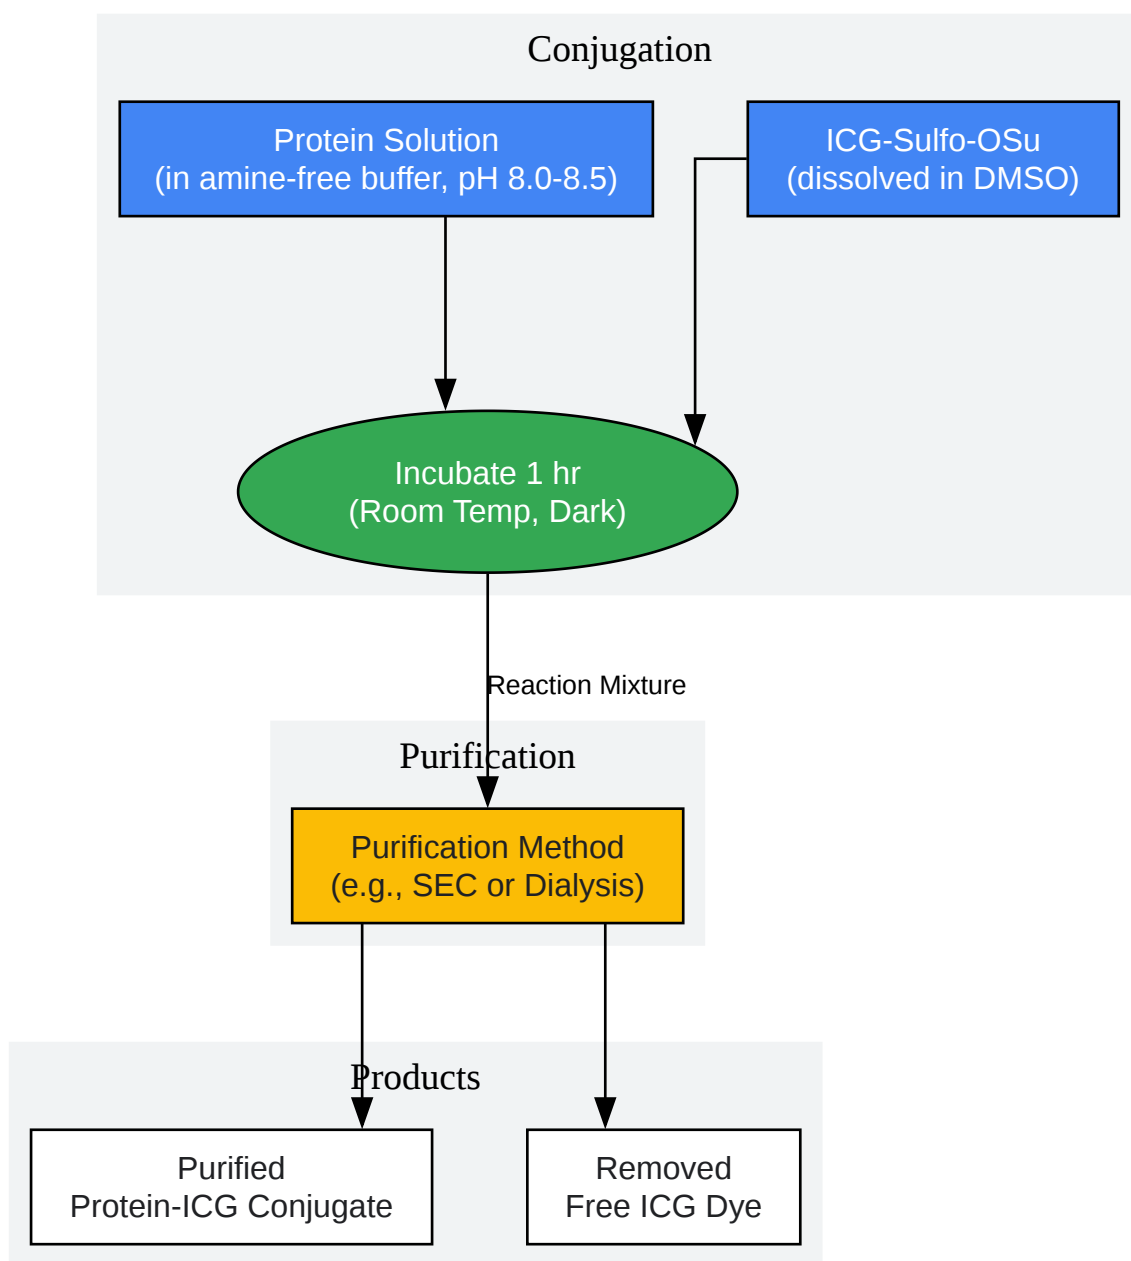 Conjugation
Protein Solution
(in amine-free buffer, pH 8.0-8.5)
ICG-Sulfo-OSu
(dissolved in DMSO)
Incubate 1 hr
(Room Temp, Dark)
Reaction Mixture
Purification
Purification Method
(e.g., SEC or Dialysis)
Products
Purified
Protein-ICG Conjugate
Removed
Free ICG Dye